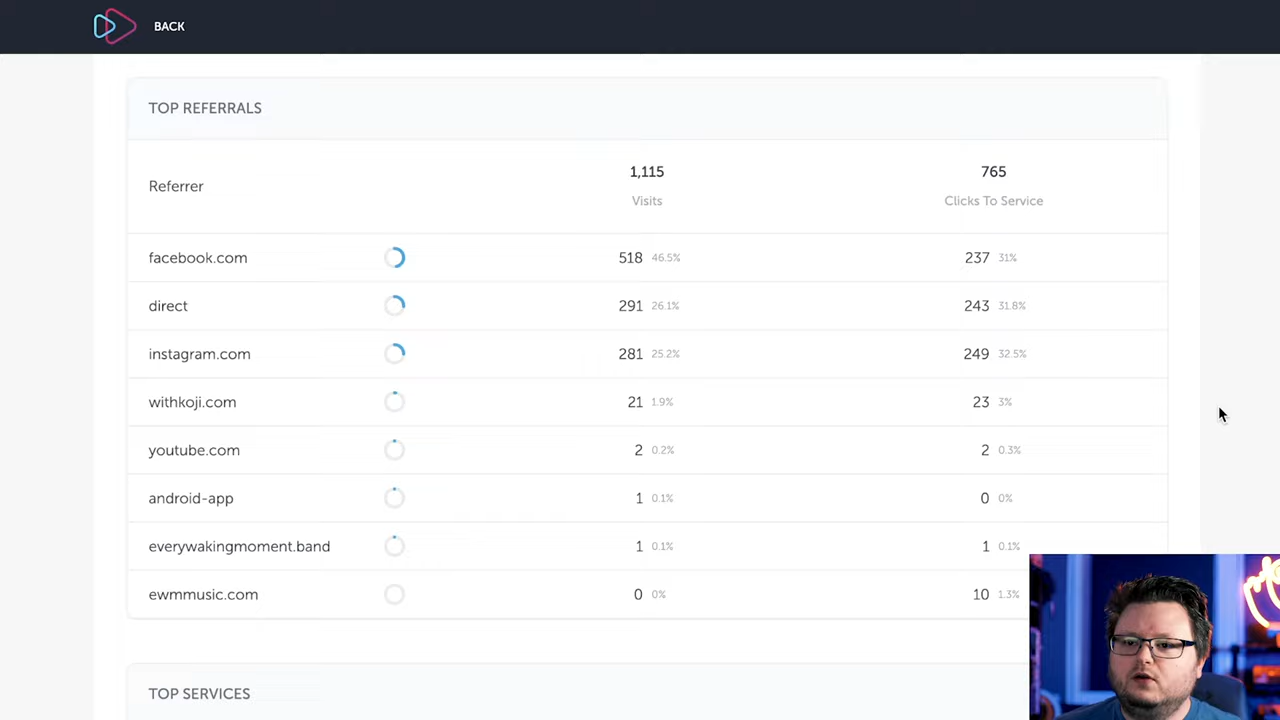 BACK
TOP REFERRALS
Referrer
1,115
Visits
765
Clicks To Service
facebook.com 518 46.5% 237 31%
direct 291 26.1% 243 31.8%
instagram.com 281 25.2% 249 32.5%
withkoji.com 21 1.9% 23 3%
youtube.com 2 0.2% 2 0.3%
android-app 1 0.1% 0 0%
everywakingmoment.band 1 0.1% 1 0.1%
ewmmusic.com 0 0% 10 1.3%
TOP SERVICES